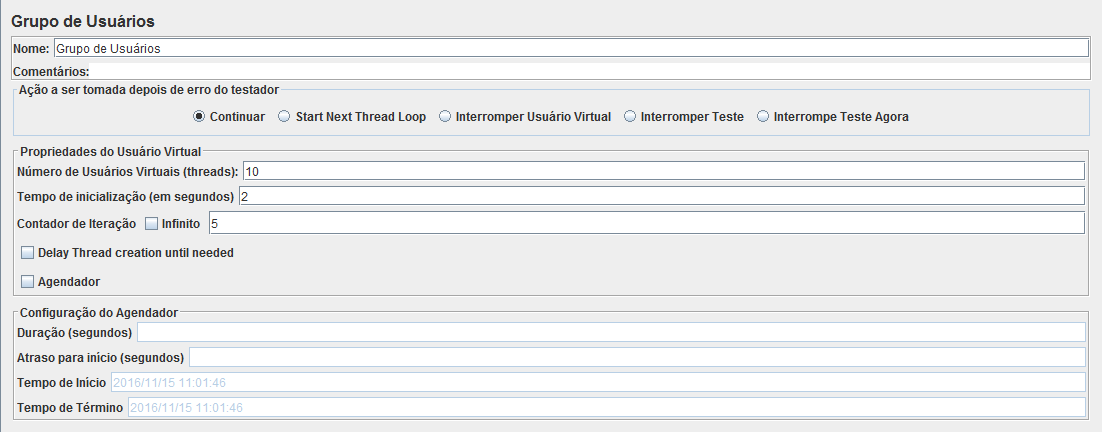 Grupo de Usuários
Nome: Grupo de Usuários
Comentários:
Ação a ser tomada depois de erro do testador
Continuar Start Next Thread Loop Interromper Usuário Virtual Interromper Teste Interrompe Teste Agora
Propriedades do Usuário Virtual
Número de Usuários Virtuais (threads): 10
Tempo de inicialização (em segundos) 2
Contador de Iteração Infinito 5
Delay Thread creation until needed
Agendador
Configuração do Agendador
Duração (segundos)
Atraso para início (segundos)
Tempo de Início 2016/11/15 11:01:46
Tempo de Término 2016/11/15 11:01:46